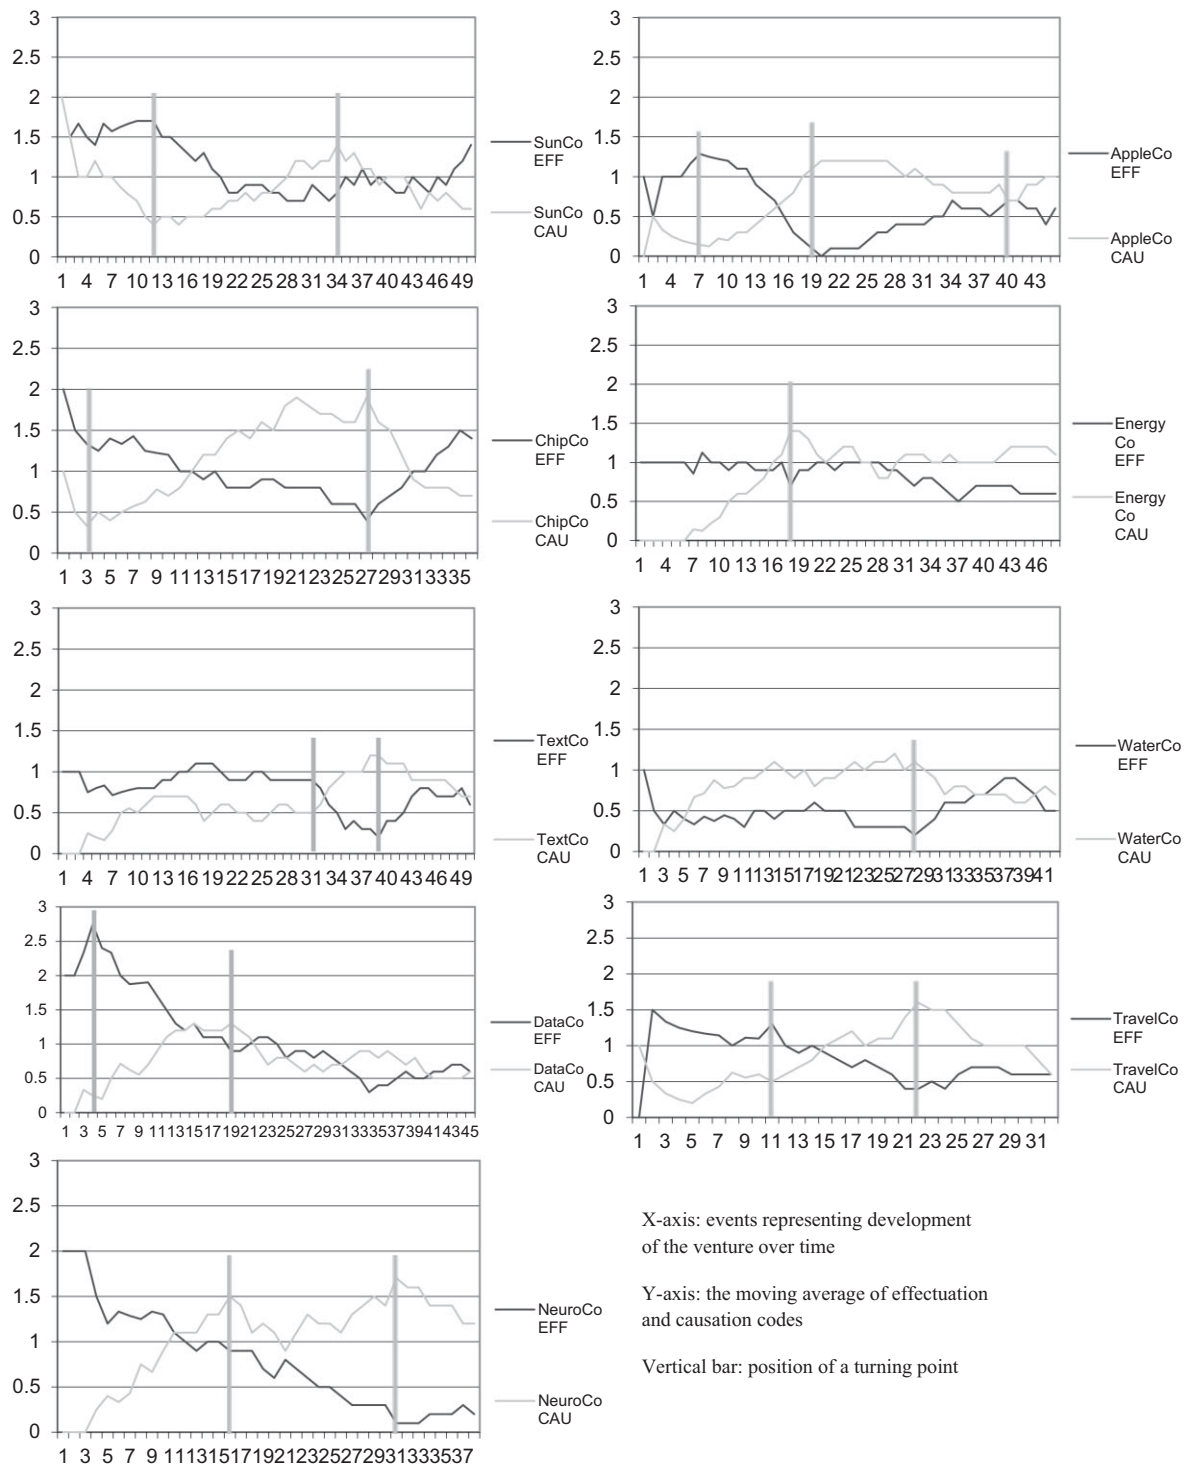 3
2.5
2
1.5
1
0.5
0
1 4 7 10 13 16 19 22 25 28 31 34 37 40 43 46 49
SunCo
EFF
SunCo
CAU
3
2.5
2
1.5
1
0.5
0
1 4 7 10 13 16 19 22 25 28 31 34 37 40 43
AppleCo
EFF
AppleCo
CAU
3
2.5
2
1.5
1
0.5
0
1 3 5 7 9 11 13 15 17 19 21 23 25 27 29 31 33 35
ChipCo
EFF
ChipCo
CAU
3
2.5
2
1.5
1
0.5
0
1 4 7 10 13 16 19 22 25 28 31 34 37 40 43 46
Energy
Co
EFF
Energy
Co
CAU
3
2.5
2
1.5
1
0.5
0
1 4 7 10 13 16 19 22 25 28 31 34 37 40 43 46 49
TextCo
EFF
TextCo
CAU
3
2.5
2
1.5
1
0.5
0
1 3 5 7 9 11 13 15 17 19 21 23 25 27 29 31 33 35 37 39 41
WaterCo
EFF
WaterCo
CAU
3
2.5
2
1.5
1
0.5
0
1 3 5 7 9 11 13 15 17 19 21 23 25 27 29 31 33 35 37 39 41 43 45
DataCo
EFF
DataCo
CAU
3
2.5
2
1.5
1
0.5
0
1 3 5 7 9 11 13 15 17 19 21 23 25 27 29 31
TravelCo
EFF
TravelCo
CAU
3
2.5
2
1.5
1
0.5
0
1 3 5 7 9 11 13 15 17 19 21 23 25 27 29 31 33 35 37
NeuroCo
EFF
NeuroCo
CAU
X-axis: events representing development
of the venture over time
Y-axis: the moving average of effectuation
and causation codes
Vertical bar: position of a turning point